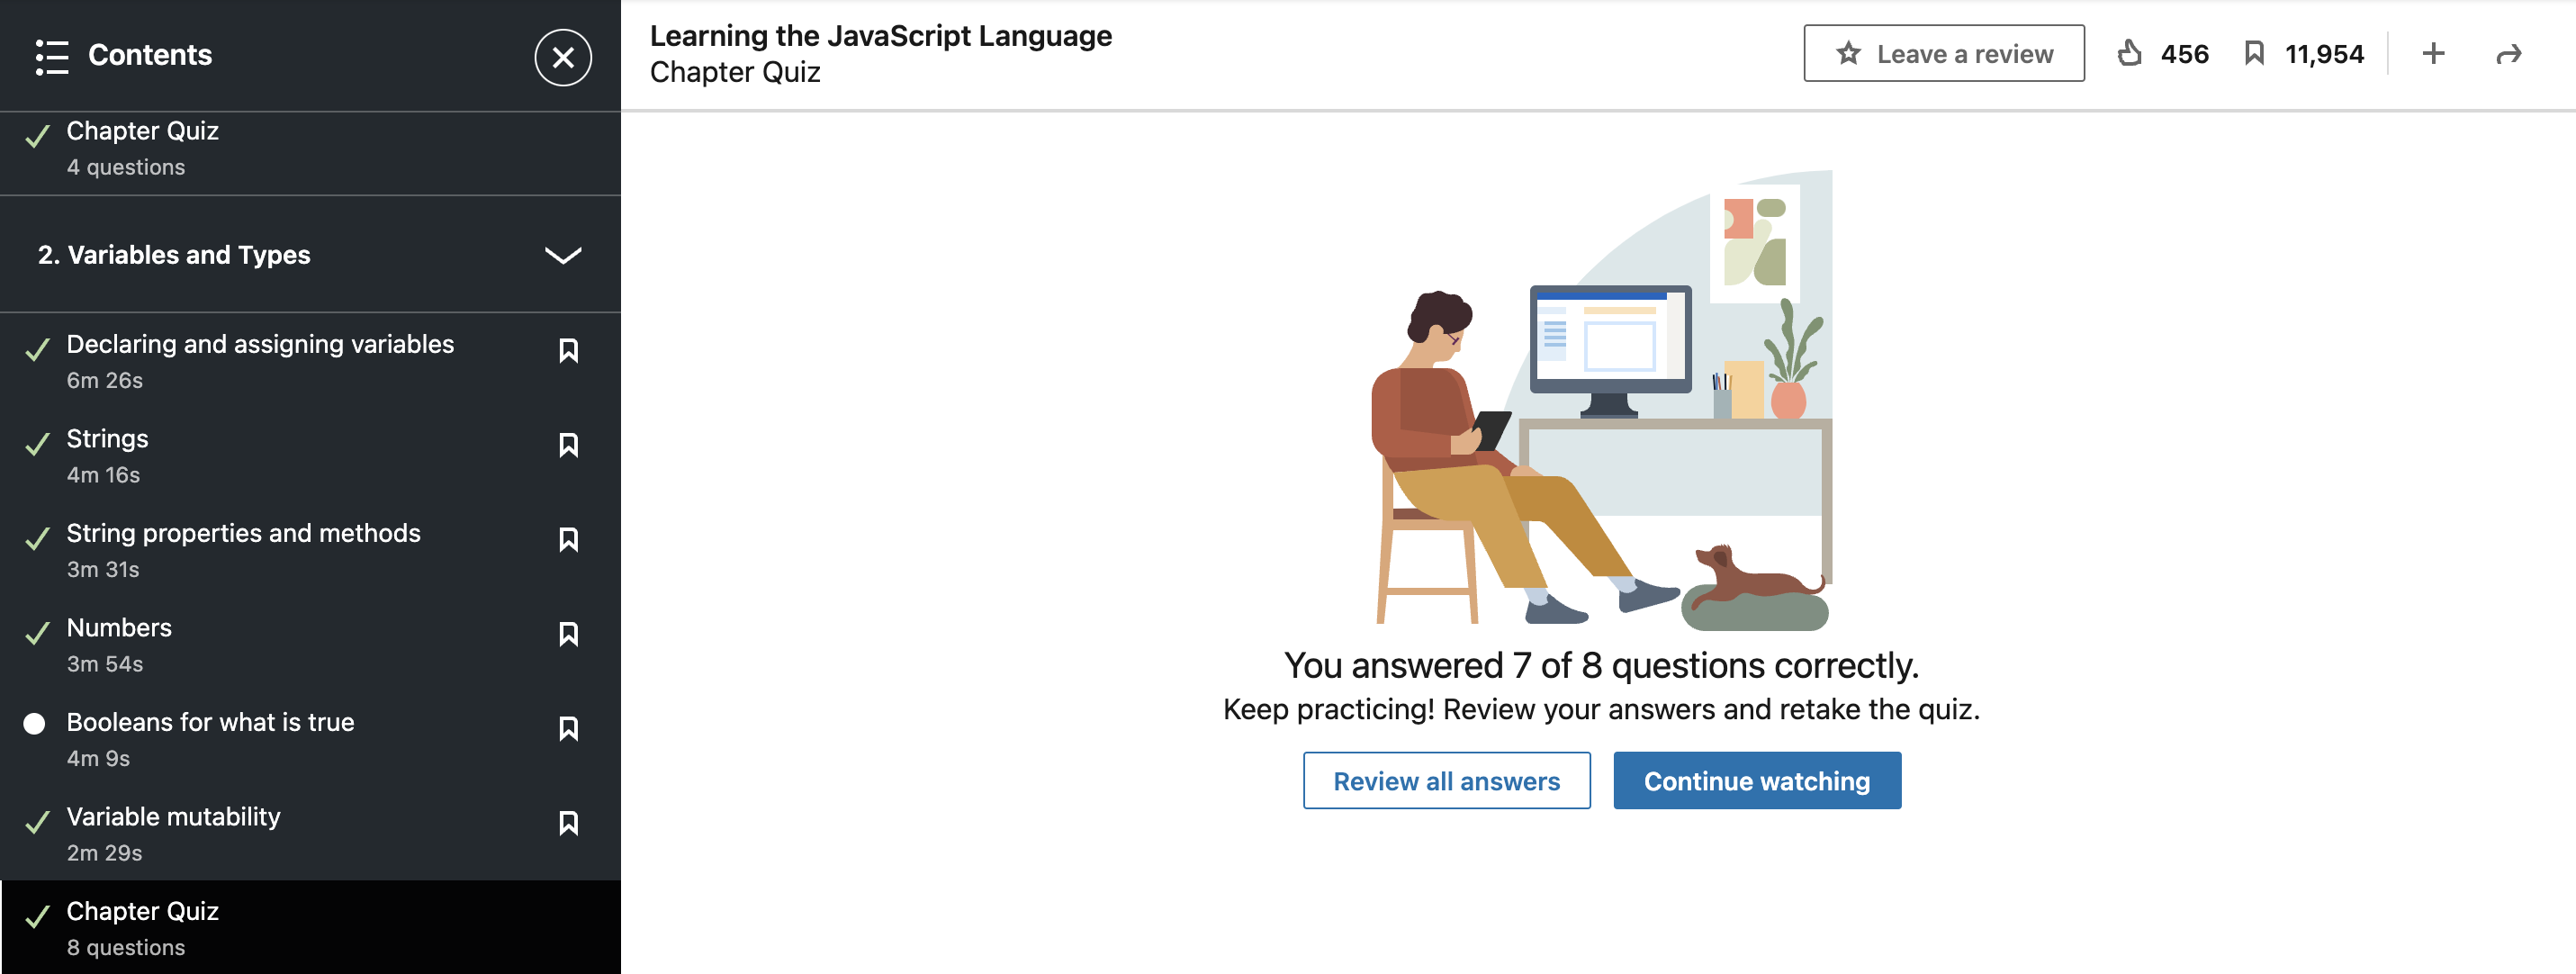 Contents
Chapter Quiz
4 questions
2. Variables and Types
Declaring and assigning variables
6m 26s
Strings
4m 16s
String properties and methods
3m 31s
Numbers
3m 54s
Booleans for what is true
4m 9s
Variable mutability
2m 29s
Chapter Quiz
8 questions
Learning the JavaScript Language
Chapter Quiz
Leave a review 456 11,954
You answered 7 of 8 questions correctly.
Keep practicing! Review your answers and retake the quiz.
Review all answers Continue watching